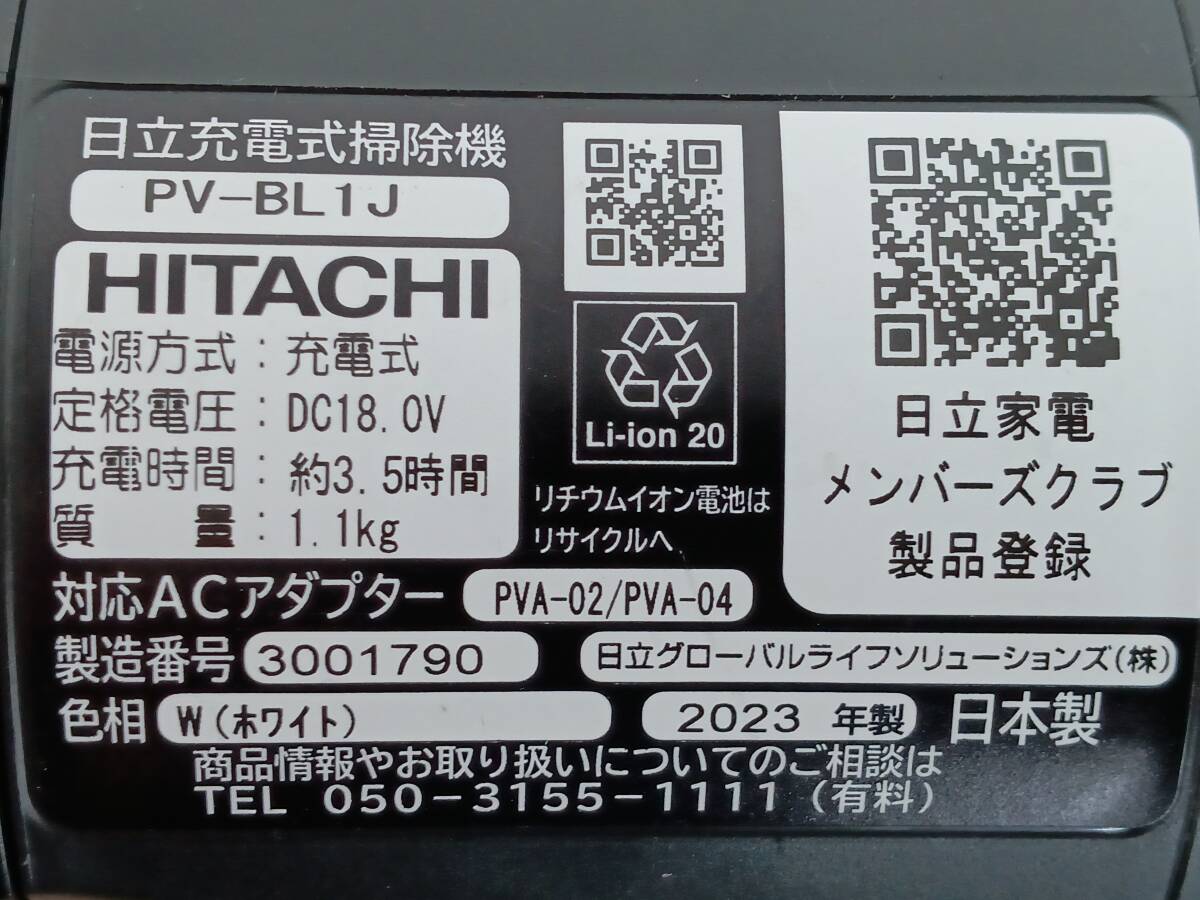 日立充電式掃除機
PV-BL1J
HITACHI
電源方式：充電式
定格電圧：DC18.0V
充電時間：約3.5時間
質　量：1.1kg
Li-ion 20
リチウムイオン電池は
リサイクルへ
日立家電
メンバーズクラブ
製品登録
対応ACアダプター PVA-02/PVA-04
製造番号 3001790 日立グローバルライフソリューションズ(株)
色相 W(ホワイト) 2023 年製 日本製
商品情報やお取り扱いについてのご相談は
TEL 050-3155-1111(有料)